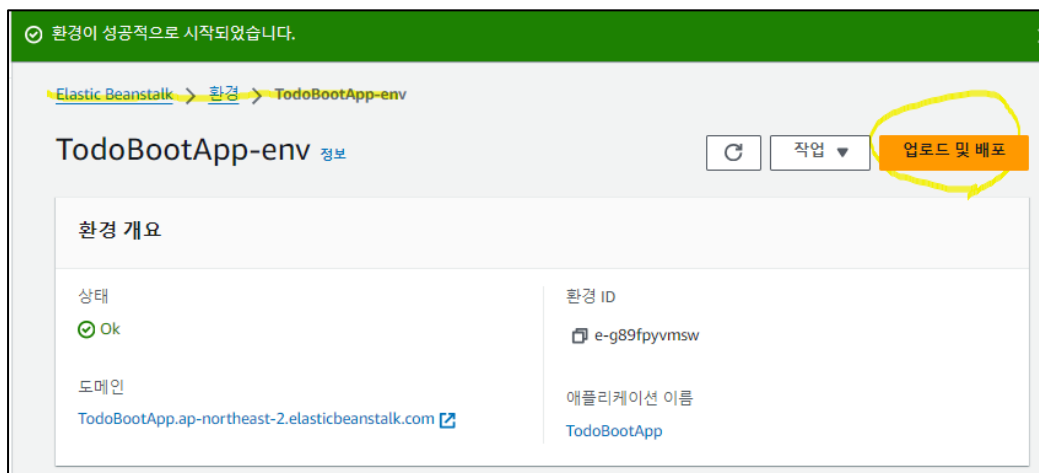 환경이 성공적으로 시작되었습니다.
Elastic Beanstalk > 환경 > TodoBootApp-env
TodoBootApp-env 정보
작업 ▼
업로드 및 배포
환경 개요
상태
Ok
환경 ID
e-g89fpyvmsw
도메인
TodoBootApp.ap-northeast-2.elasticbeanstalk.com
애플리케이션 이름
TodoBootApp